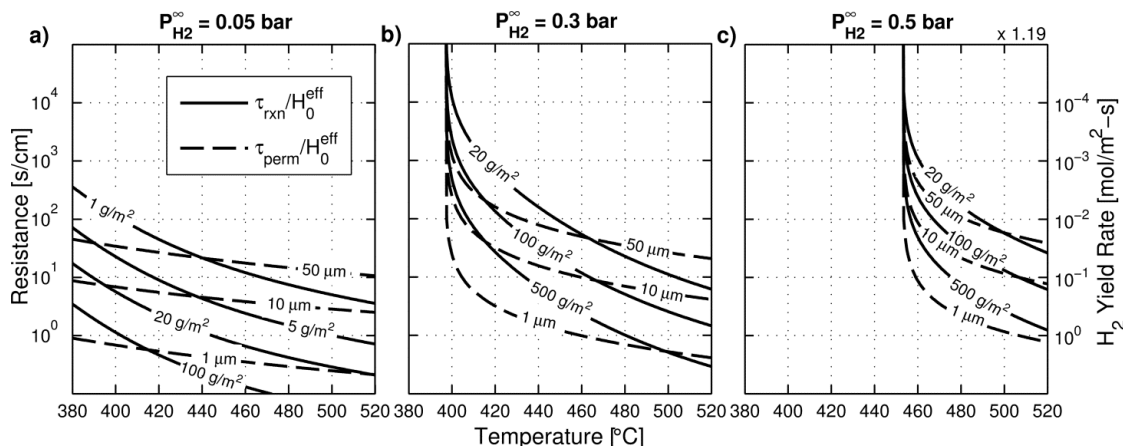 P∞H2 = 0.05 bar
P∞H2 = 0.3 bar
P∞H2 = 0.5 bar
a)
b)
c)
x 1.19
τrxn/H0eff
τperm/H0eff
Resistance [s/cm]
10⁴
10³
10²
10¹
10⁰
1 g/m²
50 µm
10 µm
20 g/m²
5 g/m²
1 µm
100 g/m²
380 400 420 440 460 480 500 520
20 g/m²
100 g/m²
50 µm
500 g/m²
10 µm
1 µm
380 400 420 440 460 480 500 520
20 g/m²
50 µm
100 g/m²
10 µm
500 g/m²
1 µm
380 400 420 440 460 480 500 520
10⁻⁴
10⁻³
10⁻²
10⁻¹
10⁰
H₂ Yield Rate [mol/m²−s]
Temperature [°C]